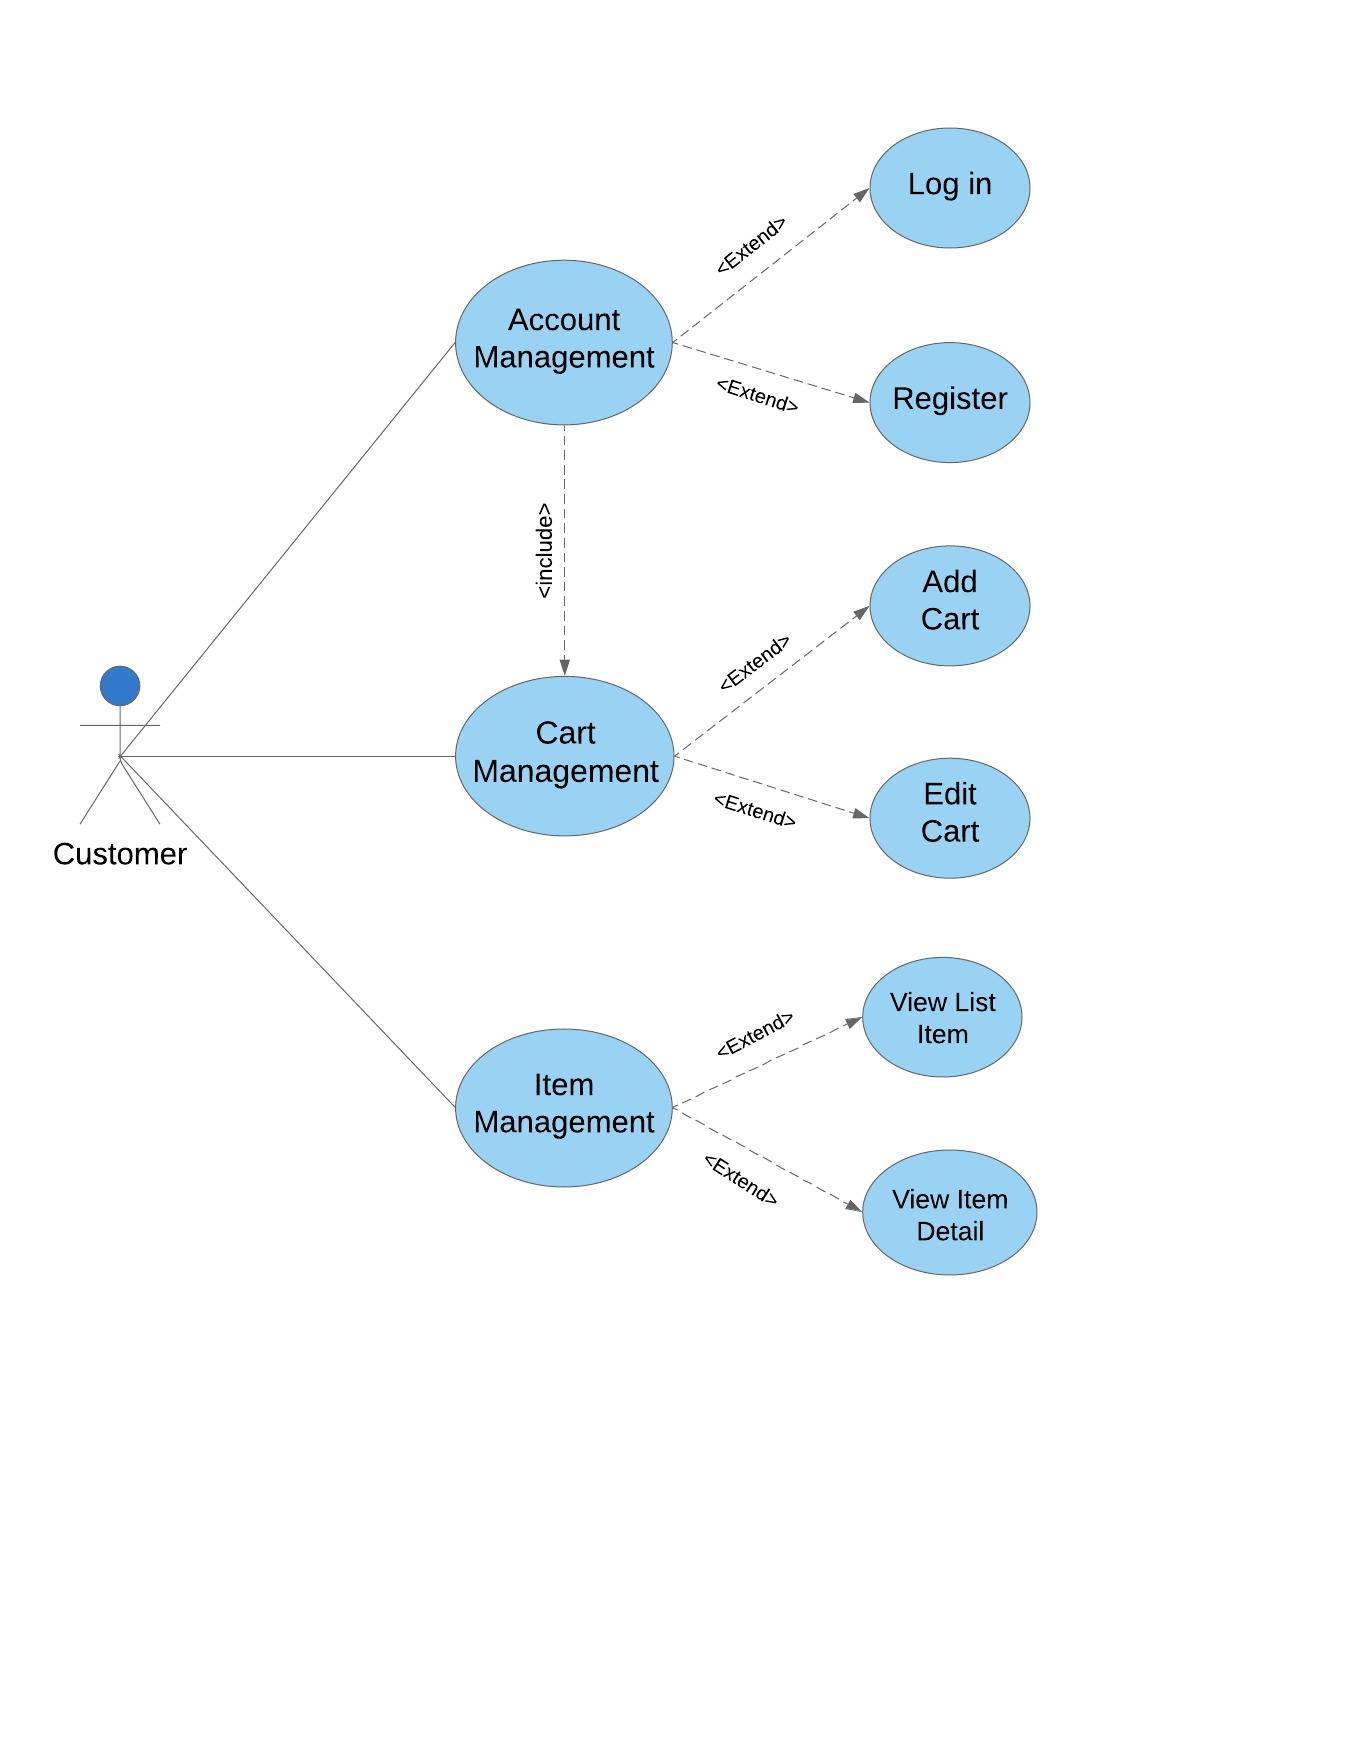 Log in
<Extend>
Account
Management
Register
<Extend>
<include>
Add
Cart
<Extend>
Cart
Management
Edit
Cart
<Extend>
Customer
View List
Item
<Extend>
Item
Management
<Extend>
View Item
Detail